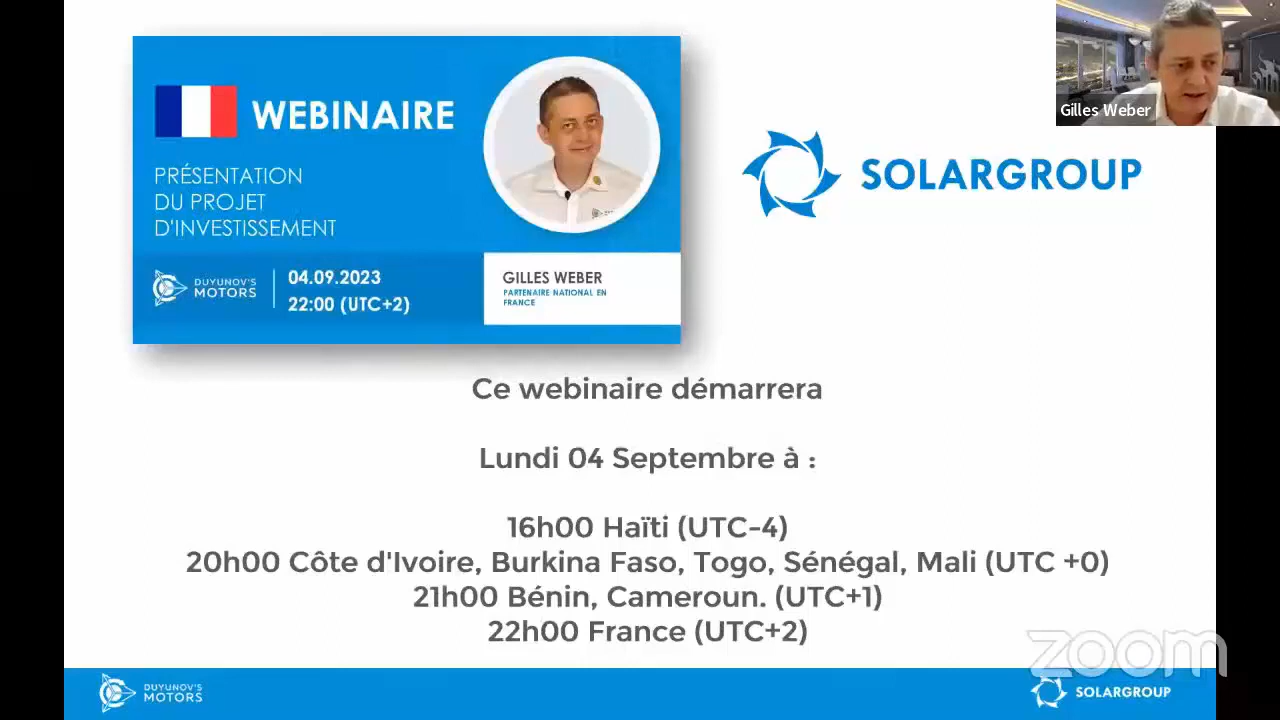 WEBINAIRE
PRÉSENTATION
DU PROJET
D'INVESTISSEMENT
DUYUNOV'S
MOTORS
04.09.2023
22:00 (UTC+2)
GILLES WEBER
PARTENAIRE NATIONAL EN
FRANCE
SOLARGROUP
Gilles Weber
Ce webinaire démarrera
Lundi 04 Septembre à :
16h00 Haïti (UTC-4)
20h00 Côte d'Ivoire, Burkina Faso, Togo, Sénégal, Mali (UTC +0)
21h00 Bénin, Cameroun. (UTC+1)
22h00 France (UTC+2)
zoom
DUYUNOV'S
MOTORS
SOLARGROUP